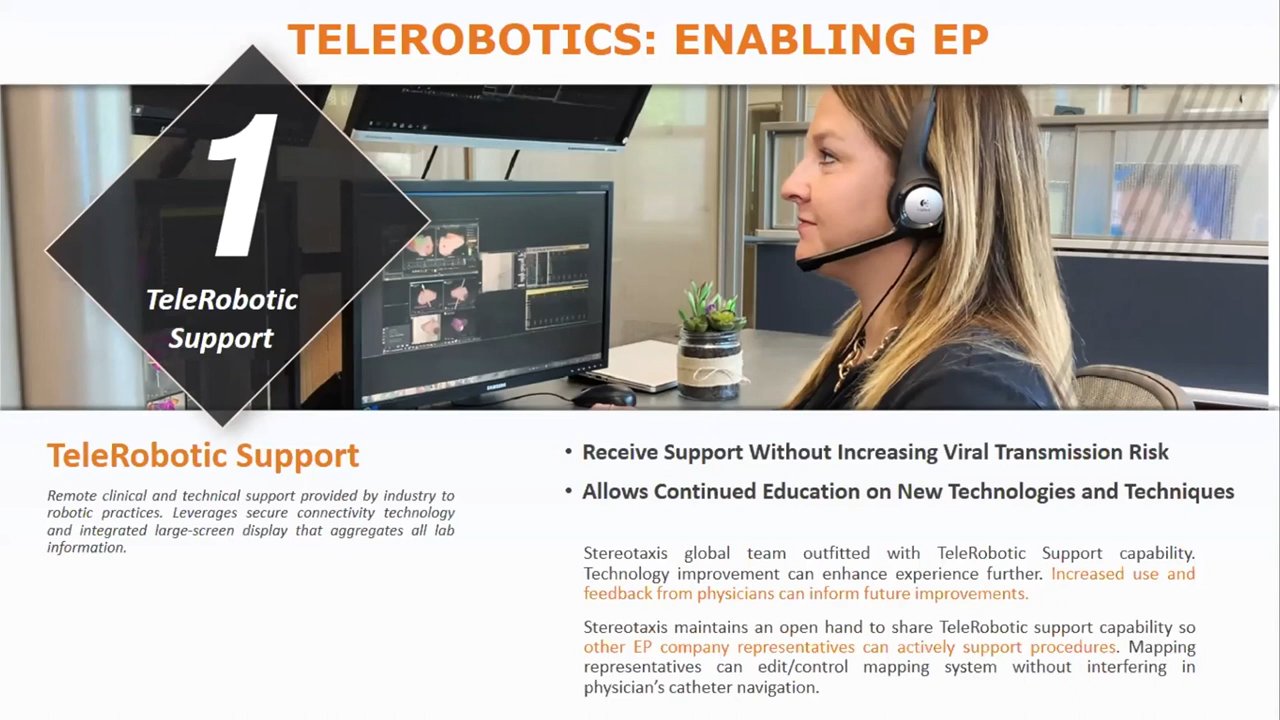 TELEROBOTICS: ENABLING EP
1
TeleRobotic
Support
TeleRobotic Support
Remote clinical and technical support provided by industry to
robotic practices. Leverages secure connectivity technology
and integrated large-screen display that aggregates all lab
information.
• Receive Support Without Increasing Viral Transmission Risk
• Allows Continued Education on New Technologies and Techniques
Stereotaxis global team outfitted with TeleRobotic Support capability.
Technology improvement can enhance experience further. Increased use and
feedback from physicians can inform future improvements.
Stereotaxis maintains an open hand to share TeleRobotic support capability so
other EP company representatives can actively support procedures. Mapping
representatives can edit/control mapping system without interfering in
physician's catheter navigation.